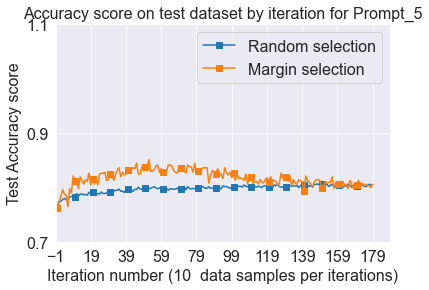 Accuracy score on test dataset by iteration for Prompt_5
1.1
0.9
0.7
Test Accuracy score
Random selection
Margin selection
−1 19 39 59 79 99 119 139 159 179
Iteration number (10 data samples per iterations)